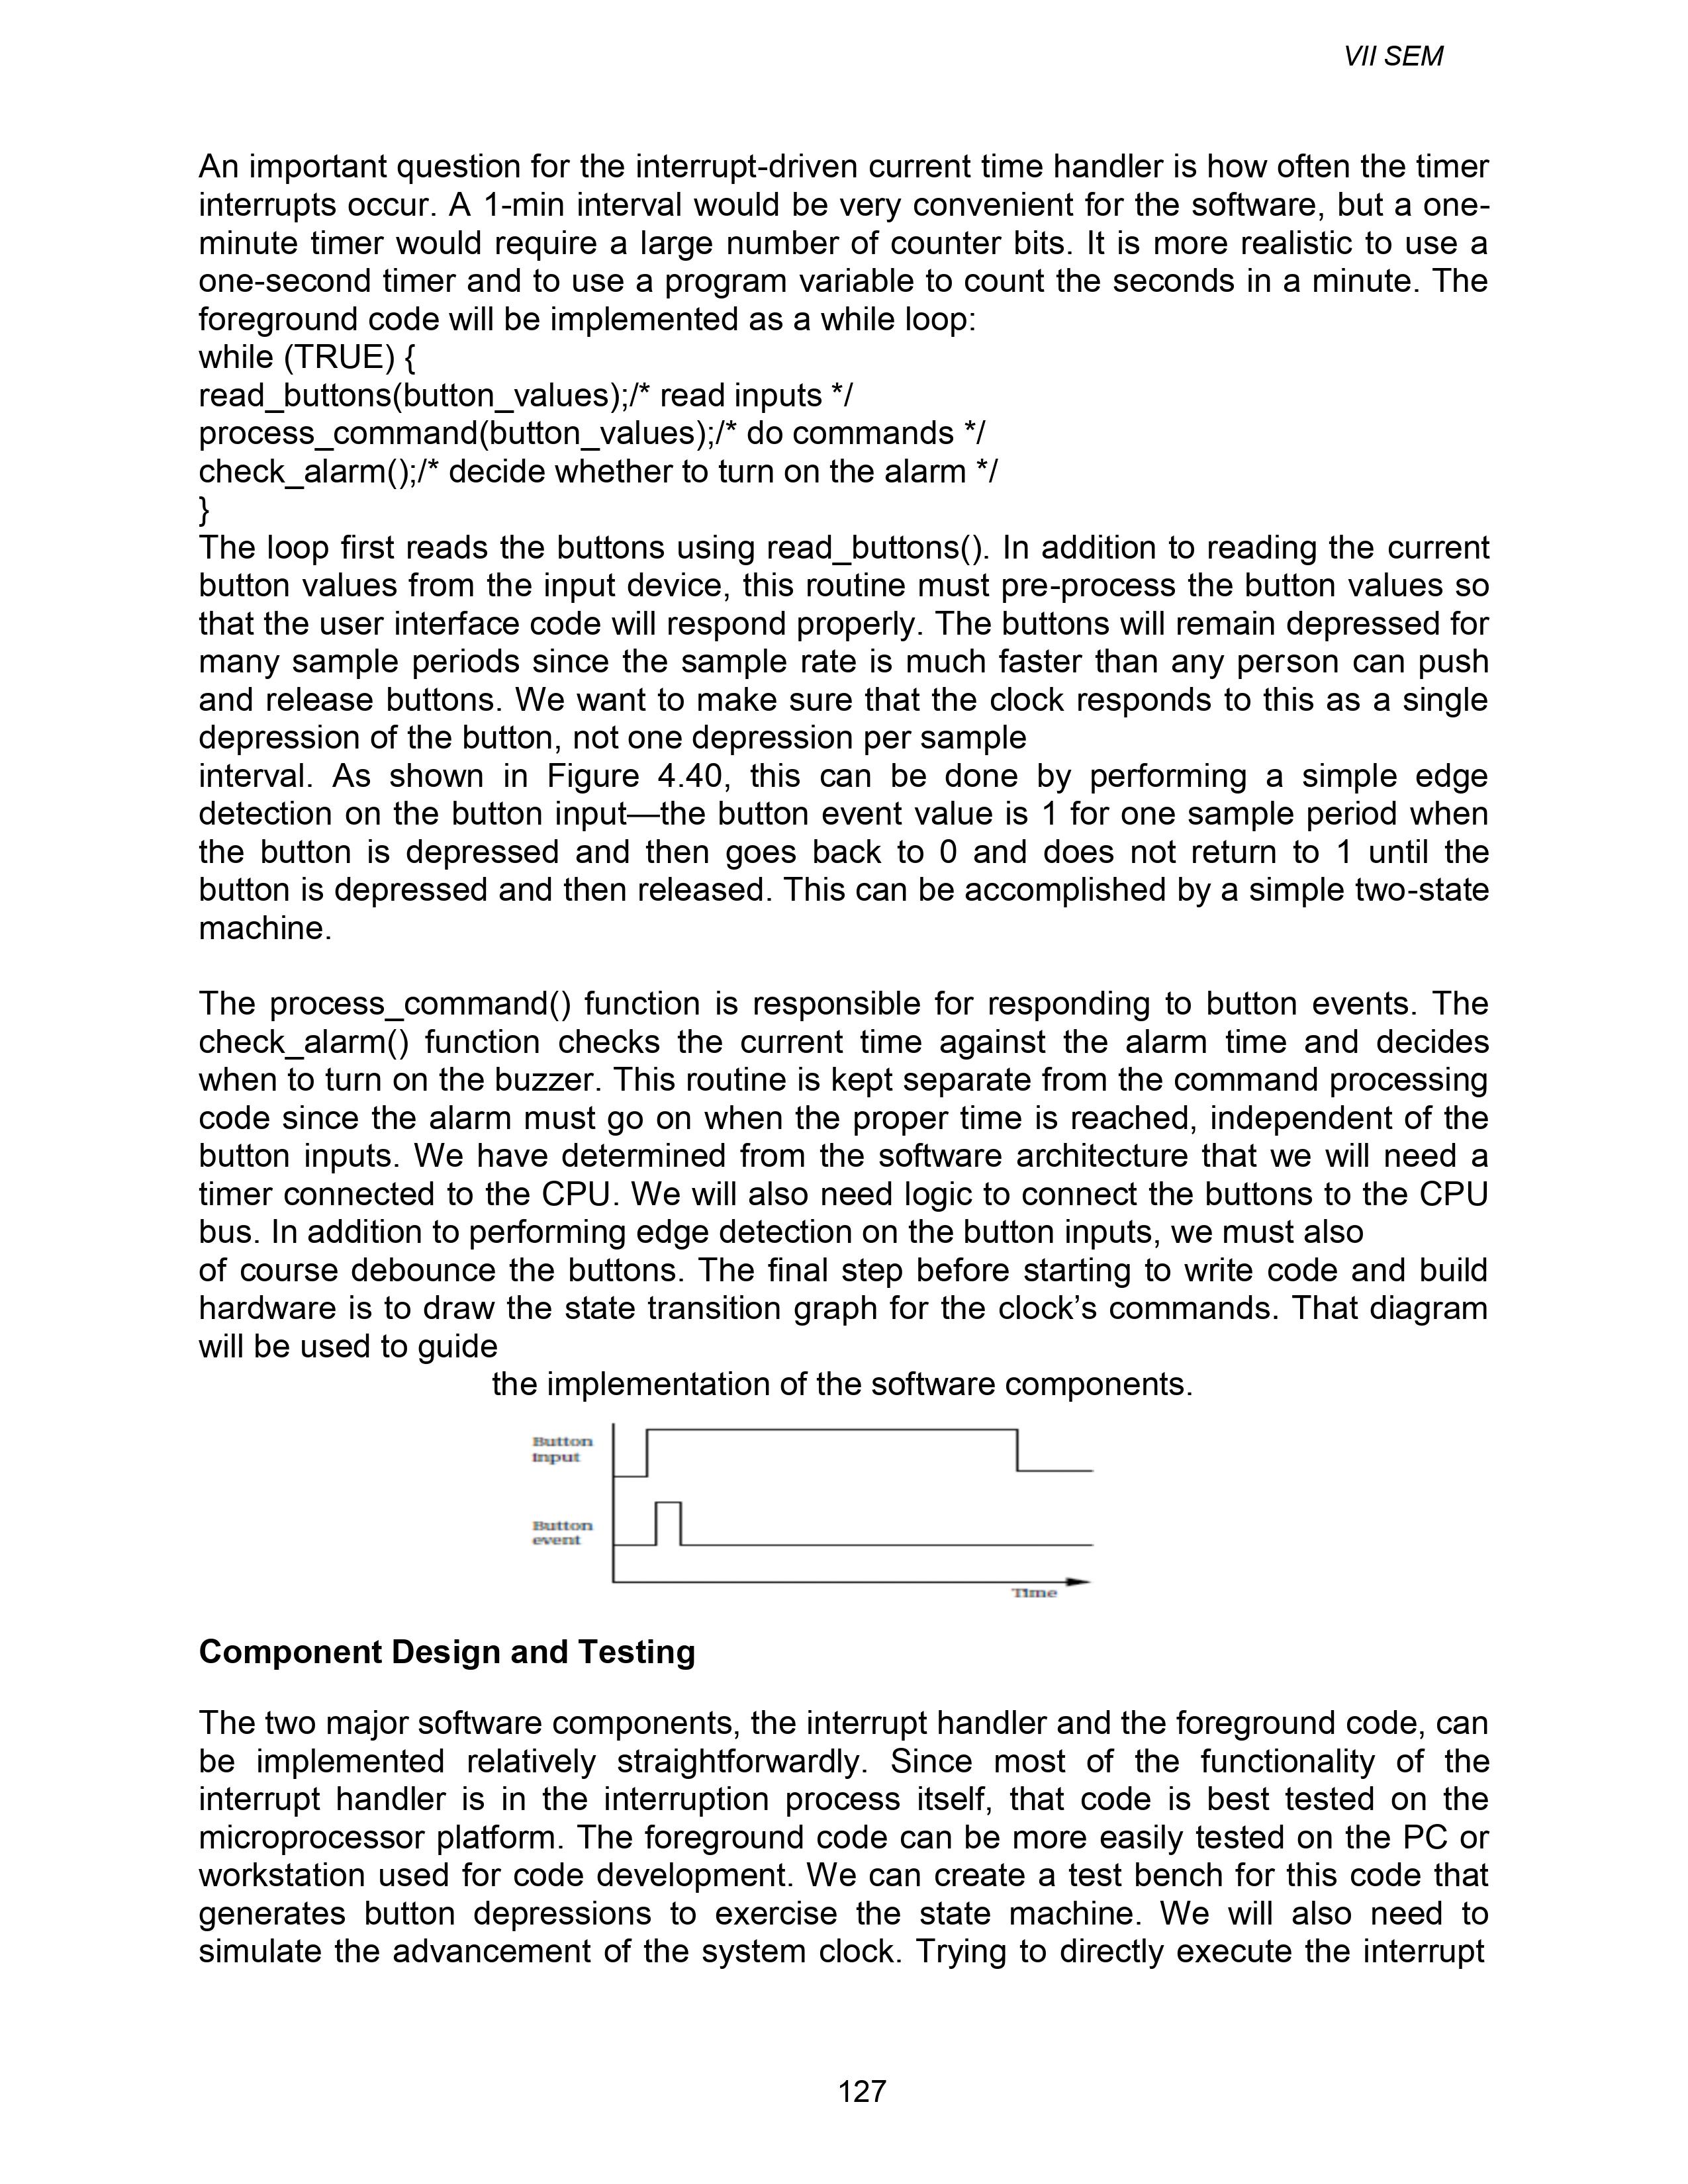 VII SEM
An important question for the interrupt-driven current time handler is how often the timer
interrupts occur. A 1-min interval would be very convenient for the software, but a one-
minute timer would require a large number of counter bits. It is more realistic to use a
one-second timer and to use a program variable to count the seconds in a minute. The
foreground code will be implemented as a while loop:
while (TRUE) {
read_buttons(button_values);/* read inputs */
process_command(button_values);/* do commands */
check_alarm();/* decide whether to turn on the alarm */
}
The loop first reads the buttons using read_buttons(). In addition to reading the current
button values from the input device, this routine must pre-process the button values so
that the user interface code will respond properly. The buttons will remain depressed for
many sample periods since the sample rate is much faster than any person can push
and release buttons. We want to make sure that the clock responds to this as a single
depression of the button, not one depression per sample
interval. As shown in Figure 4.40, this can be done by performing a simple edge
detection on the button input—the button event value is 1 for one sample period when
the button is depressed and then goes back to 0 and does not return to 1 until the
button is depressed and then released. This can be accomplished by a simple two-state
machine.
The process_command() function is responsible for responding to button events. The
check_alarm() function checks the current time against the alarm time and decides
when to turn on the buzzer. This routine is kept separate from the command processing
code since the alarm must go on when the proper time is reached, independent of the
button inputs. We have determined from the software architecture that we will need a
timer connected to the CPU. We will also need logic to connect the buttons to the CPU
bus. In addition to performing edge detection on the button inputs, we must also
of course debounce the buttons. The final step before starting to write code and build
hardware is to draw the state transition graph for the clock’s commands. That diagram
will be used to guide
the implementation of the software components.
Button
input
Button
event
Time
Component Design and Testing
The two major software components, the interrupt handler and the foreground code, can
be implemented relatively straightforwardly. Since most of the functionality of the
interrupt handler is in the interruption process itself, that code is best tested on the
microprocessor platform. The foreground code can be more easily tested on the PC or
workstation used for code development. We can create a test bench for this code that
generates button depressions to exercise the state machine. We will also need to
simulate the advancement of the system clock. Trying to directly execute the interrupt
127